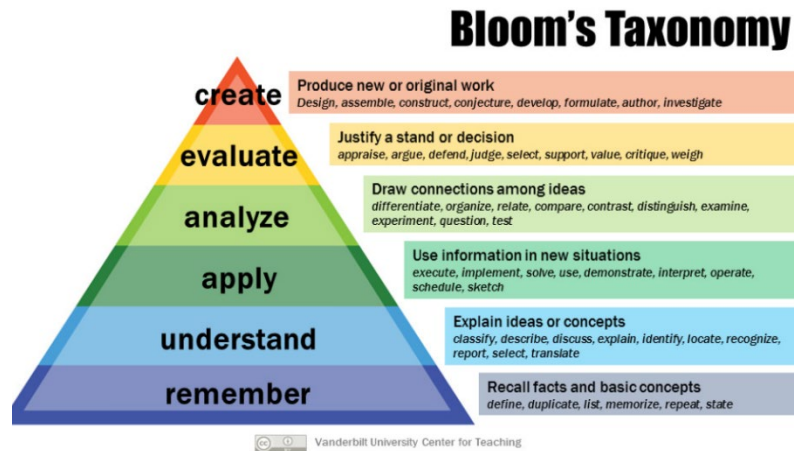 Bloom's Taxonomy
create
Produce new or original work
Design, assemble, construct, conjecture, develop, formulate, author, investigate
evaluate
Justify a stand or decision
appraise, argue, defend, judge, select, support, value, critique, weigh
analyze
Draw connections among ideas
differentiate, organize, relate, compare, contrast, distinguish, examine,
experiment, question, test
apply
Use information in new situations
execute, implement, solve, use, demonstrate, interpret, operate,
schedule, sketch
understand
Explain ideas or concepts
classify, describe, discuss, explain, identify, locate, recognize,
report, select, translate
remember
Recall facts and basic concepts
define, duplicate, list, memorize, repeat, state
cc
Vanderbilt University Center for Teaching